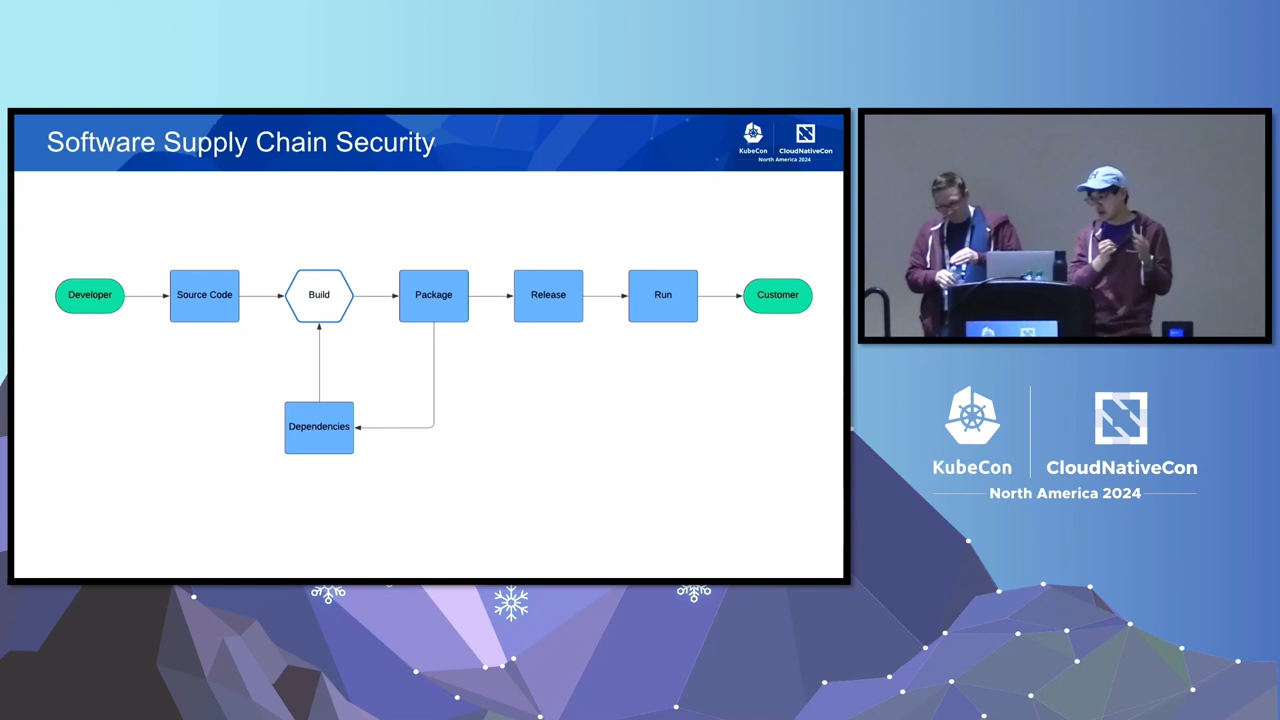 Software Supply Chain Security
KubeCon
CloudNativeCon
North America 2024
Developer
Source Code
Build
Package
Release
Run
Customer
Dependencies
KubeCon
CloudNativeCon
North America 2024